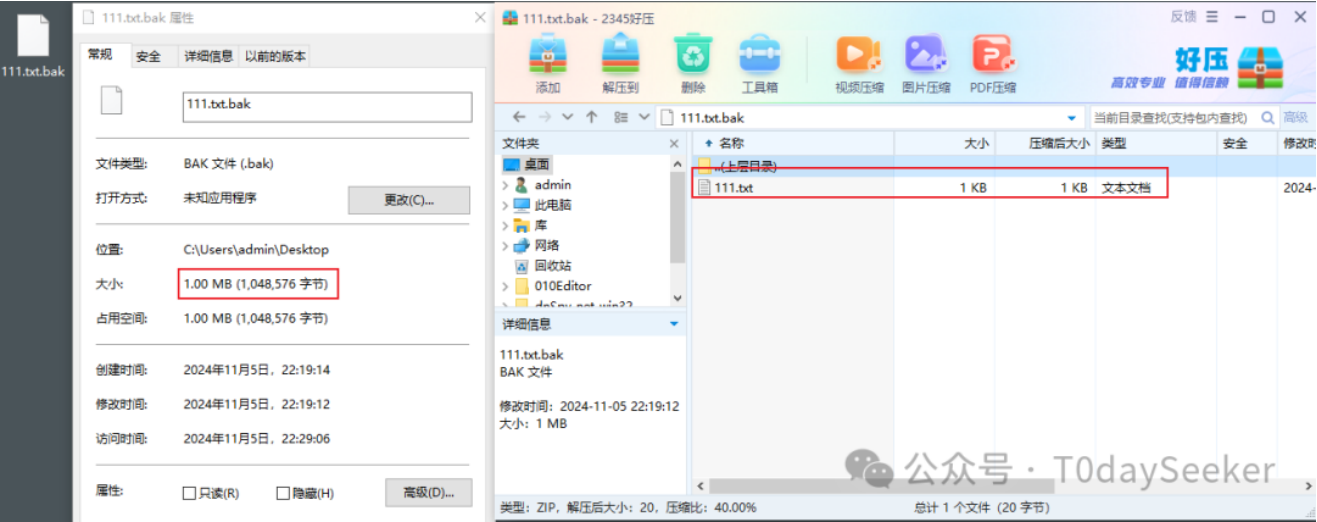 111.txt.bak
111.txt.bak 属性
常规
安全
详细信息
以前的版本
111.txt.bak
文件类型:
BAK 文件 (.bak)
打开方式:
未知应用程序
更改(C)...
位置:
C:\Users\admin\Desktop
大小:
1.00 MB (1,048,576 字节)
占用空间:
1.00 MB (1,048,576 字节)
创建时间:
2024年11月5日，22:19:14
修改时间:
2024年11月5日，22:19:12
访问时间:
2024年11月5日，22:29:06
属性:
只读(R)
隐藏(H)
高级(D)...
111.txt.bak - 2345好压
反馈
添加
解压到
删除
工具箱
视频压缩
图片压缩
PDF压缩
好压
高效专业 值得信赖
111.txt.bak
当前目录查找(支持包内查找)
高级
文件夹
桌面
admin
此电脑
库
网络
回收站
010Editor
dnSpy-net-win32
详细信息
111.txt.bak
BAK 文件
修改时间: 2024-11-05 22:19:12
大小: 1 MB
名称 大小 压缩后大小 类型 安全 修改时
..(上层目录)
111.txt 1 KB 1 KB 文本文档 2024-
公众号 · T0daySeeker
类型: ZIP, 解压后大小: 20, 压缩比: 40.00%
总计 1 个文件 (20 字节)